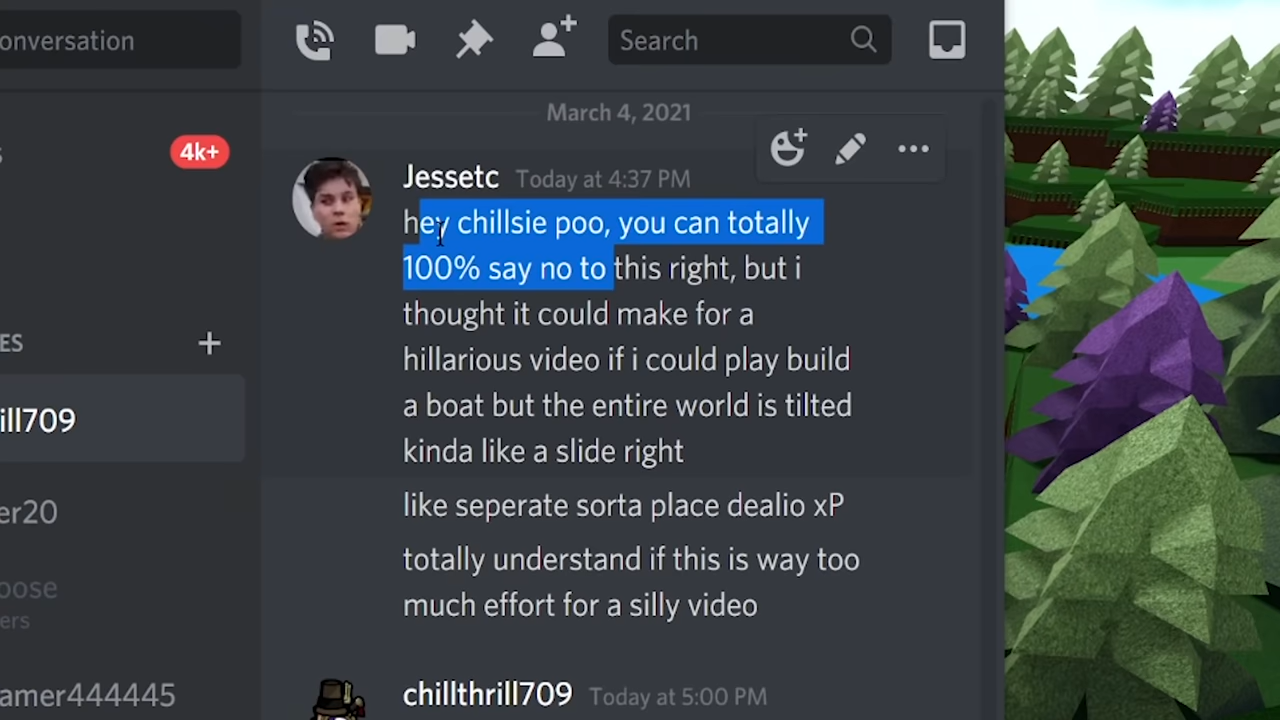 onversation
Search
March 4, 2021
4k+
Jessetc Today at 4:37 PM
hey chillsie poo, you can totally
100% say no to this right, but i
thought it could make for a
hillarious video if i could play build
a boat but the entire world is tilted
kinda like a slide right
like seperate sorta place dealio xP
totally understand if this is way too
much effort for a silly video
chillthrill709 Today at 5:00 PM
s
ES
ill709
er20
oose
ers
amer444445